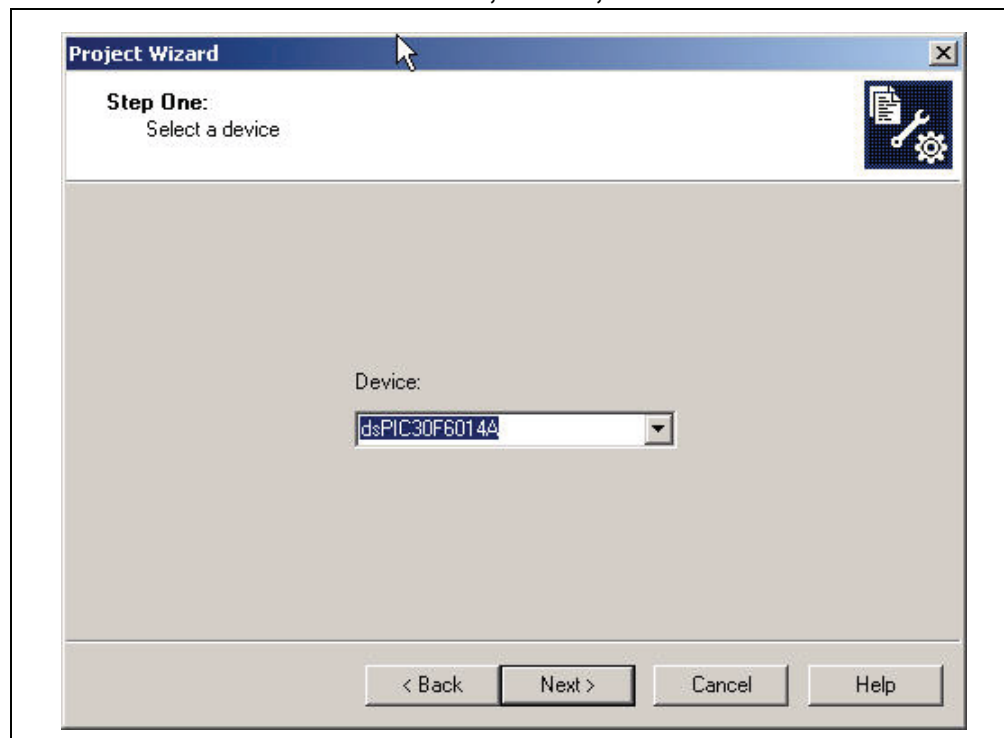 Project Wizard
Step One:
Select a device
Device:
dsPIC30F6014A
< Back
Next >
Cancel
Help